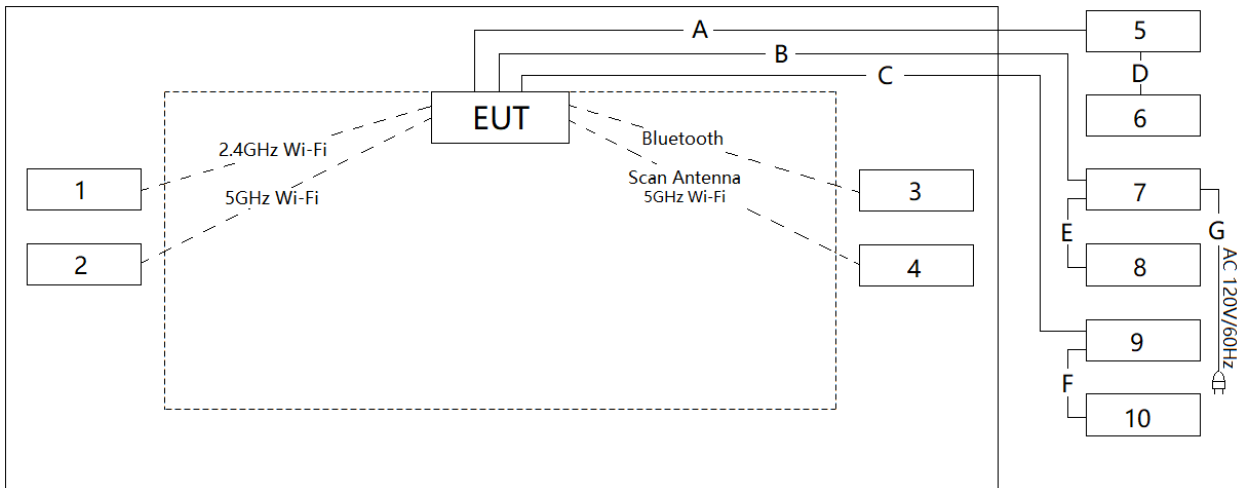 A
5
B
C
D
6
EUT
2.4GHz Wi-Fi
Bluetooth
1
5GHz Wi-Fi
Scan Antenna
5GHz Wi-Fi
3
7
2
4
E
G
8
AC 120V/60Hz
9
F
10